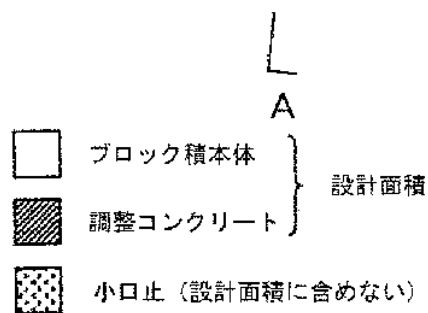 A
ブロック積本体
調整コンクリート
設計面積
小口止（設計面積に含めない）